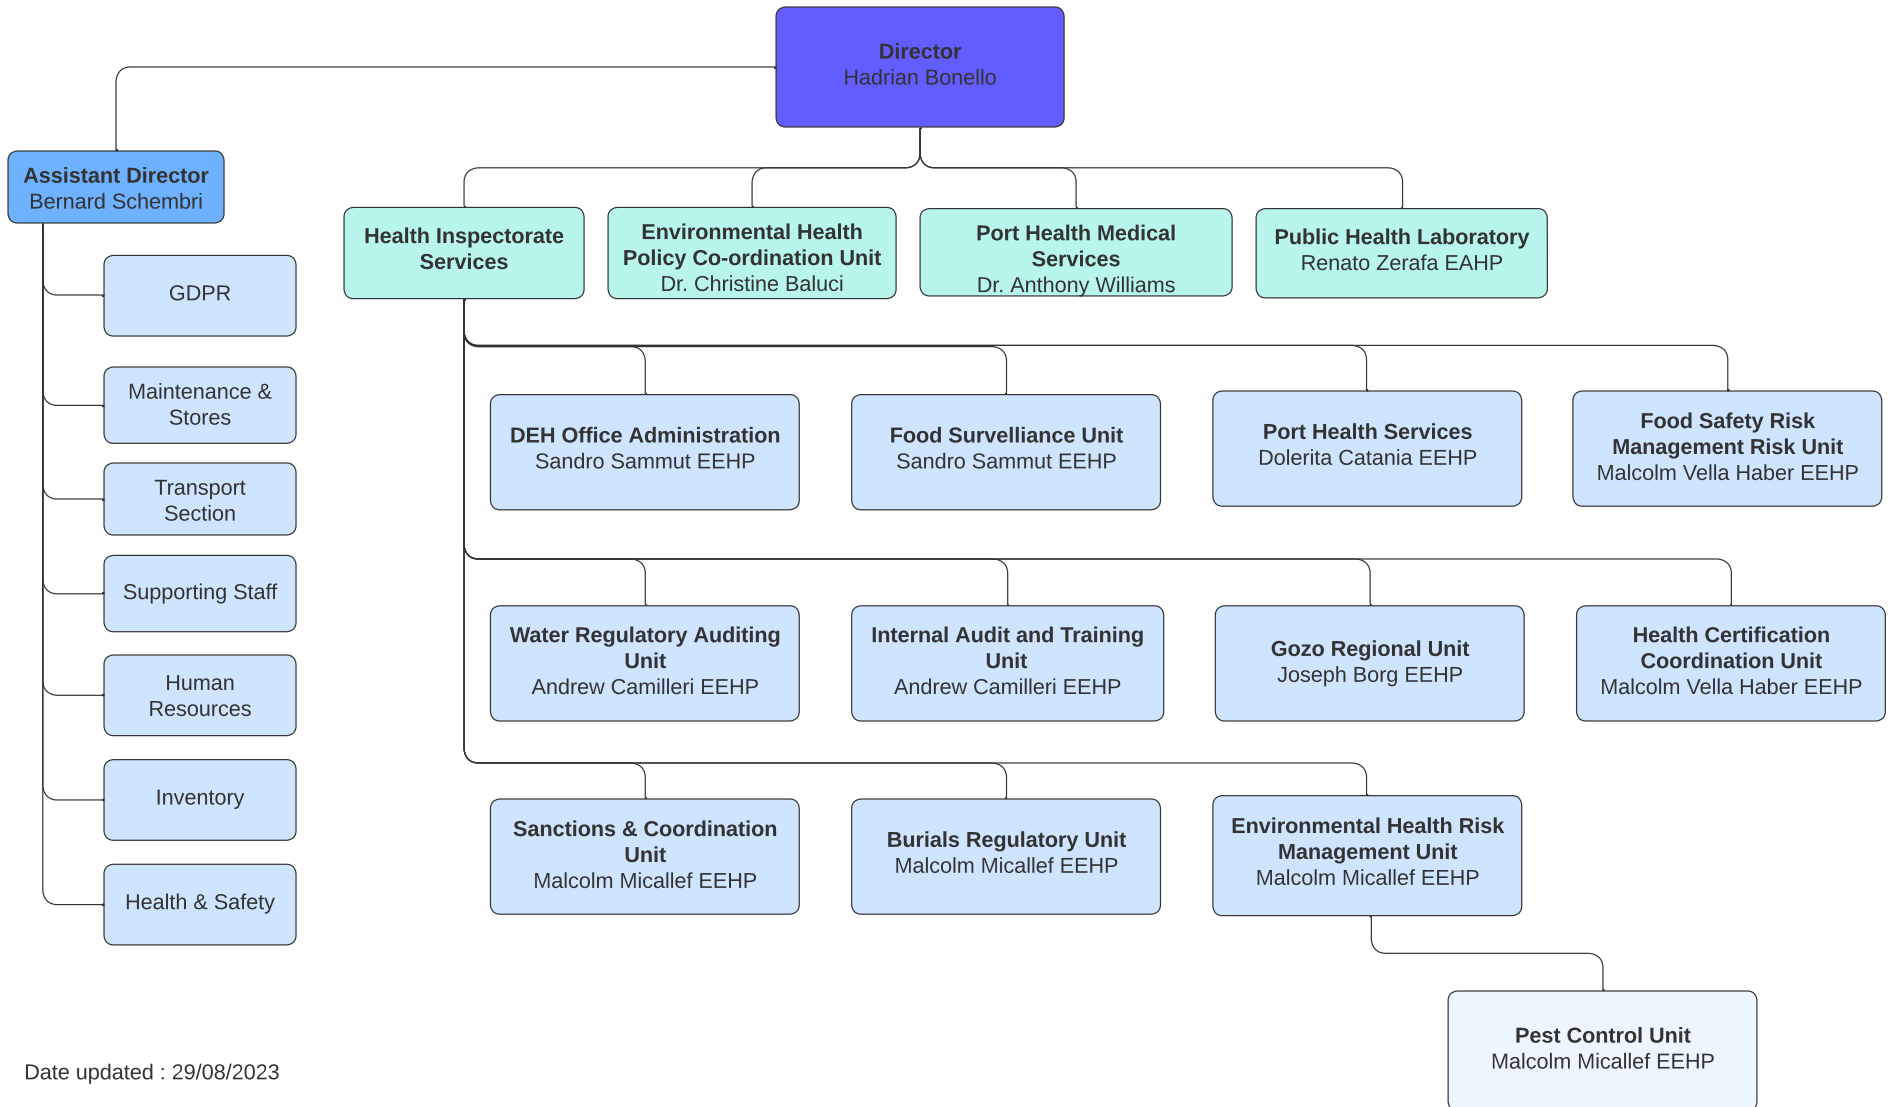 Director
Hadrian Bonello
Assistant Director
Bernard Schembri
GDPR
Maintenance &
Stores
Transport
Section
Supporting Staff
Human
Resources
Inventory
Health & Safety
Health Inspectorate
Services
Environmental Health
Policy Co-ordination Unit
Dr. Christine Baluci
Port Health Medical
Services
Dr. Anthony Williams
Public Health Laboratory
Renato Zerafa EAHP
DEH Office Administration
Sandro Sammut EEHP
Food Survelliance Unit
Sandro Sammut EEHP
Port Health Services
Dolerita Catania EEHP
Food Safety Risk
Management Risk Unit
Malcolm Vella Haber EEHP
Water Regulatory Auditing
Unit
Andrew Camilleri EEHP
Internal Audit and Training
Unit
Andrew Camilleri EEHP
Gozo Regional Unit
Joseph Borg EEHP
Health Certification
Coordination Unit
Malcolm Vella Haber EEHP
Sanctions & Coordination
Unit
Malcolm Micallef EEHP
Burials Regulatory Unit
Malcolm Micallef EEHP
Environmental Health Risk
Management Unit
Malcolm Micallef EEHP
Pest Control Unit
Malcolm Micallef EEHP
Date updated : 29/08/2023